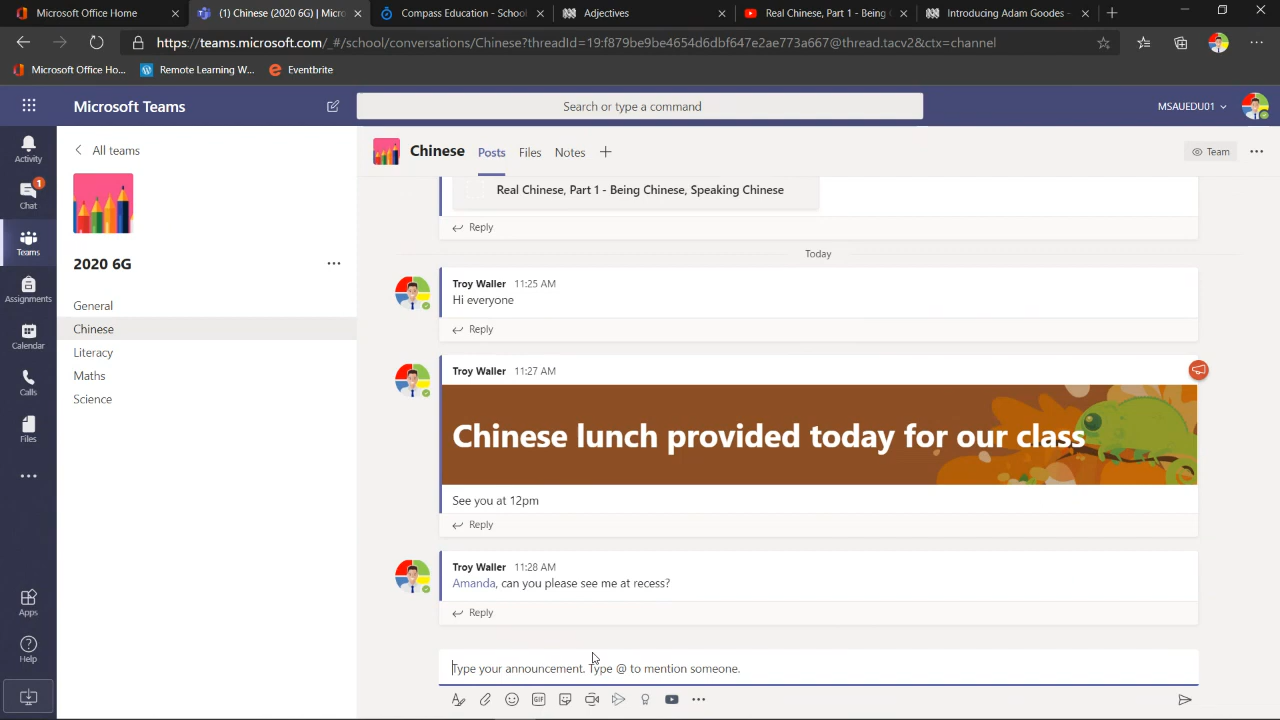 Microsoft Office Home
(1) Chinese (2020 6G) | Micr
Compass Education - School
Adjectives
Real Chinese, Part 1 - Being
Introducing Adam Goodes -
https://teams.microsoft.com/_#/school/conversations/Chinese?threadId=19:f879be9be4654d6dbf647e2ae773a667@thread.tacv2&ctx=channel
Microsoft Office Ho...
Remote Learning W...
Eventbrite
Microsoft Teams
Search or type a command
MSAUEDU01
Activity
Chat
1
Teams
Assignments
Calendar
Calls
Files
Apps
Help
All teams
2020 6G
General
Chinese
Literacy
Maths
Science
Chinese
Posts
Files
Notes
Team
Real Chinese, Part 1 - Being Chinese, Speaking Chinese
Reply
Today
Troy Waller 11:25 AM
Hi everyone
Reply
Troy Waller 11:27 AM
Chinese lunch provided today for our class
See you at 12pm
Reply
Troy Waller 11:28 AM
Amanda, can you please see me at recess?
Reply
Type your announcement. Type @ to mention someone.
GIF